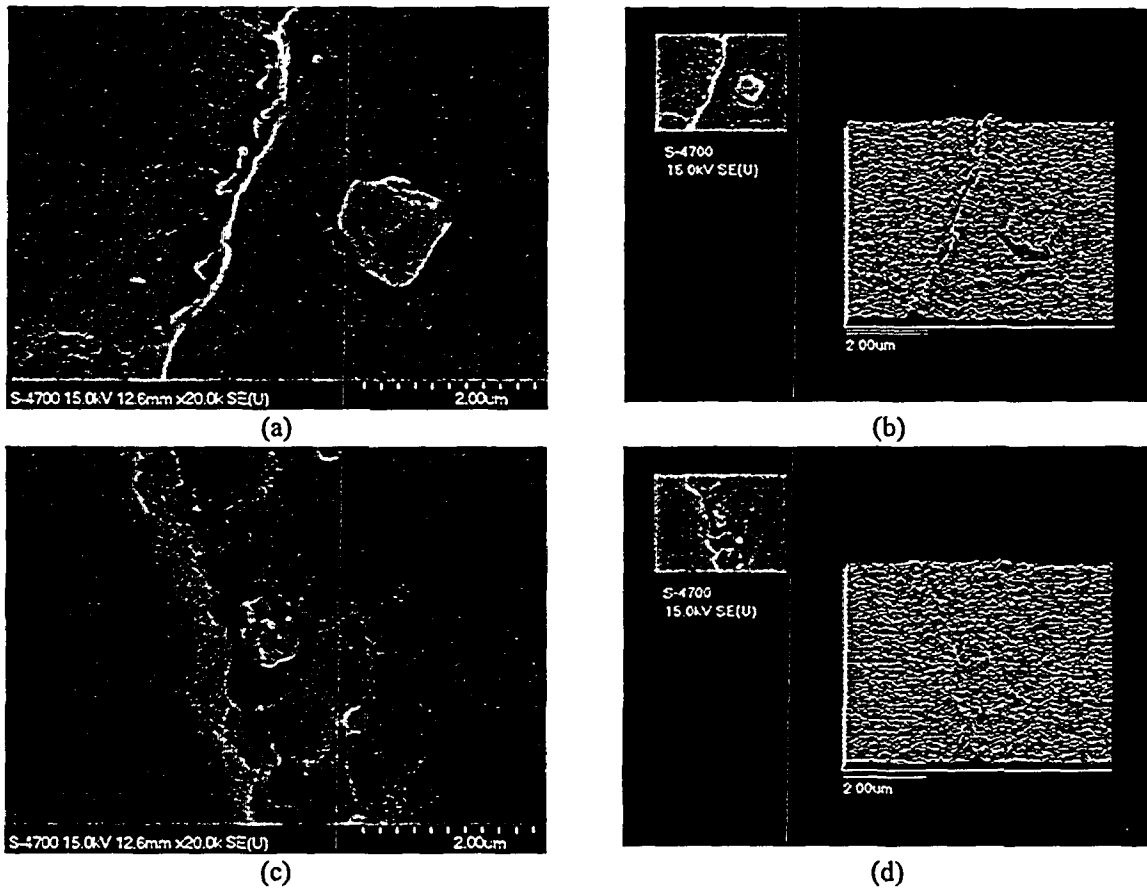 S-4700 15.0kV 12.6mm x20.0k SE(U)
2.00um
(a)
S-4700
15.0kV SE(U)
2.00um
(b)
S-4700 15.0kV 12.6mm x20.0k SE(U)
2.00um
(c)
S-4700
15.0kV SE(U)
2.00um
(d)